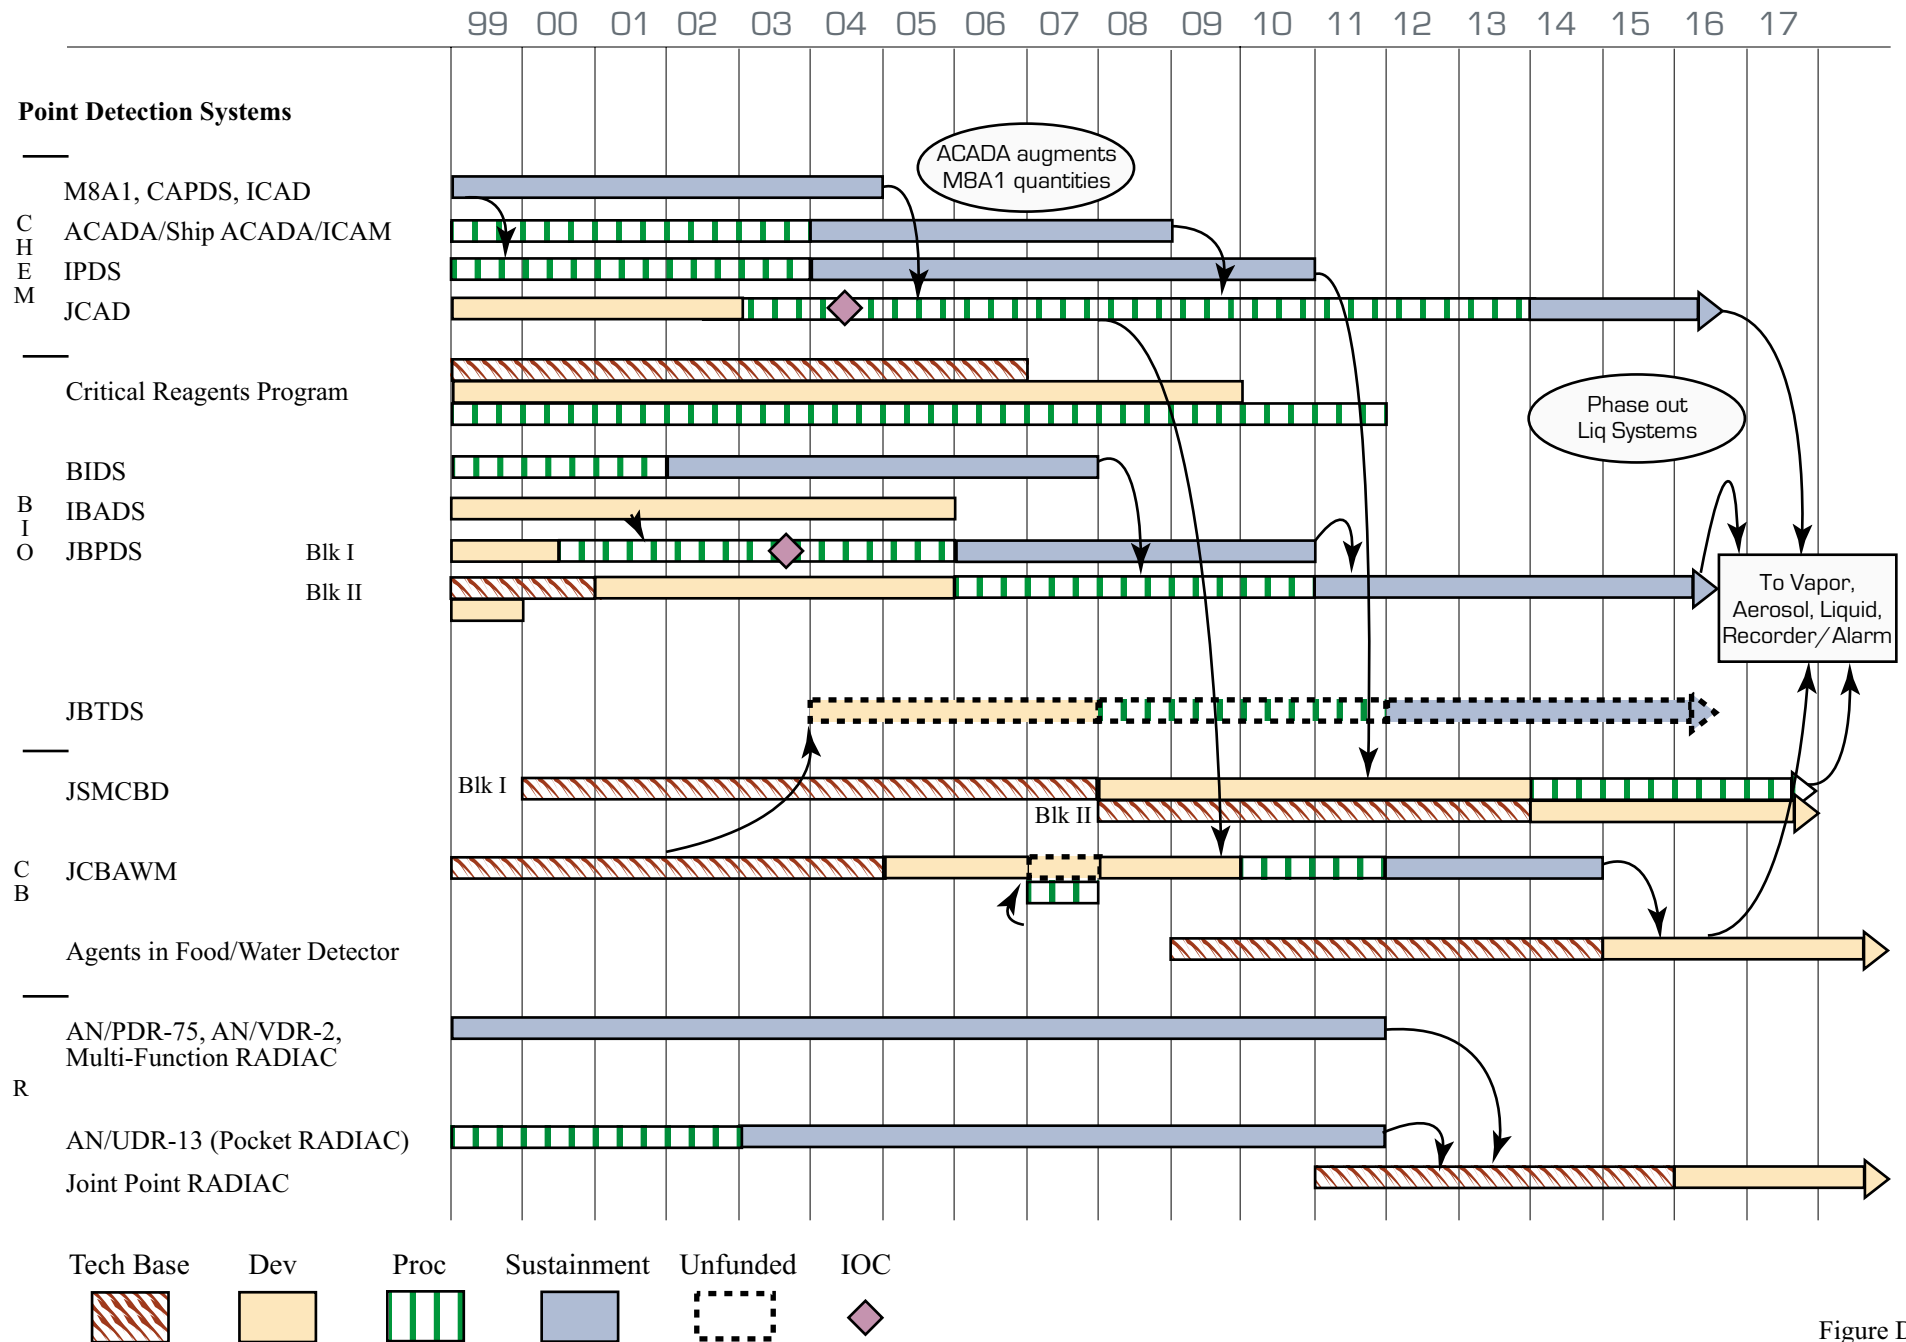 99 00 01 02 03 04 05 06 07 08 09 10 11 12 13 14 15 16 17
Point Detection Systems
ACADA augments
M8A1 quantities
CHEM
M8A1, CAPDS, ICAD
ACADA/Ship ACADA/ICAM
IPDS
JCAD
Critical Reagents Program
Phase out
Liq Systems
BIO
BIDS
IBADS
JBPDS Blk I
Blk II
To Vapor,
Aerosol, Liquid,
Recorder/Alarm
JBTDS
CB
JSMCBD Blk I
Blk II
JCBAWM
Agents in Food/Water Detector
R
AN/PDR-75, AN/VDR-2,
Multi-Function RADIAC
AN/UDR-13 (Pocket RADIAC)
Joint Point RADIAC
Tech Base Dev Proc Sustainment Unfunded IOC
Figure D